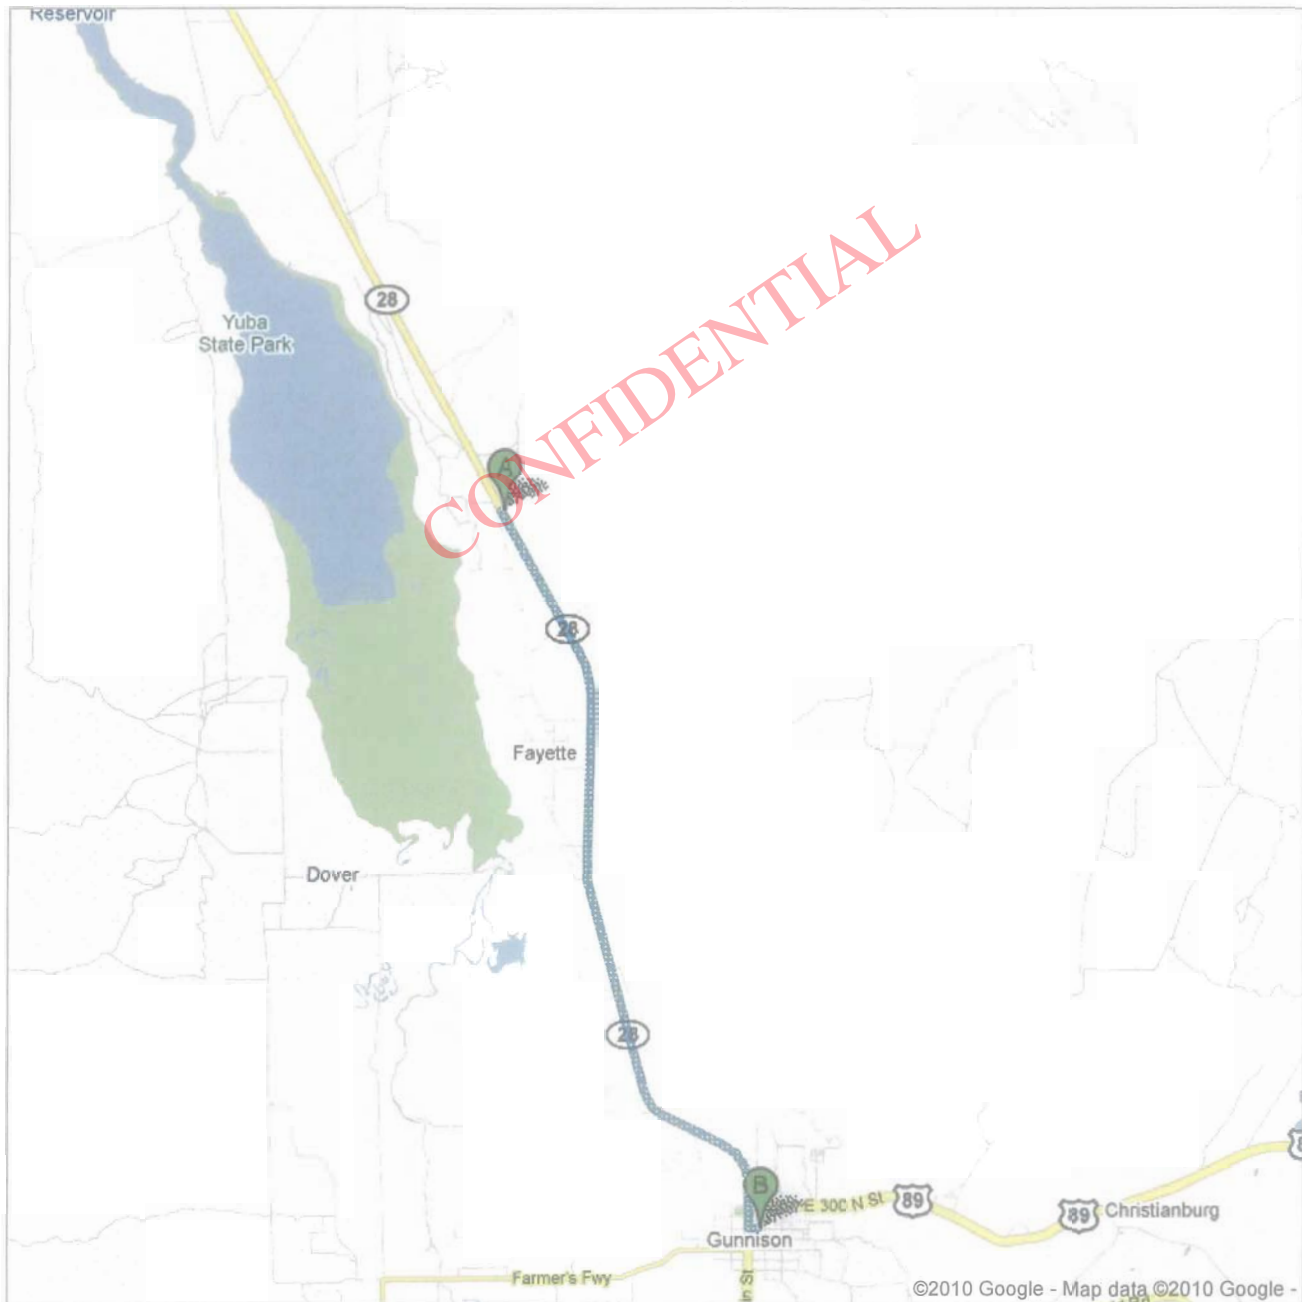 Reservoir
28
Yuba
State Park
CONFIDENTIAL
A
28
Fayette
Dover
28
B
E 300 N St
89
89
Christianburg
Gunnison
Farmer's Fwy
St
©2010 Google - Map data ©2010 Google -